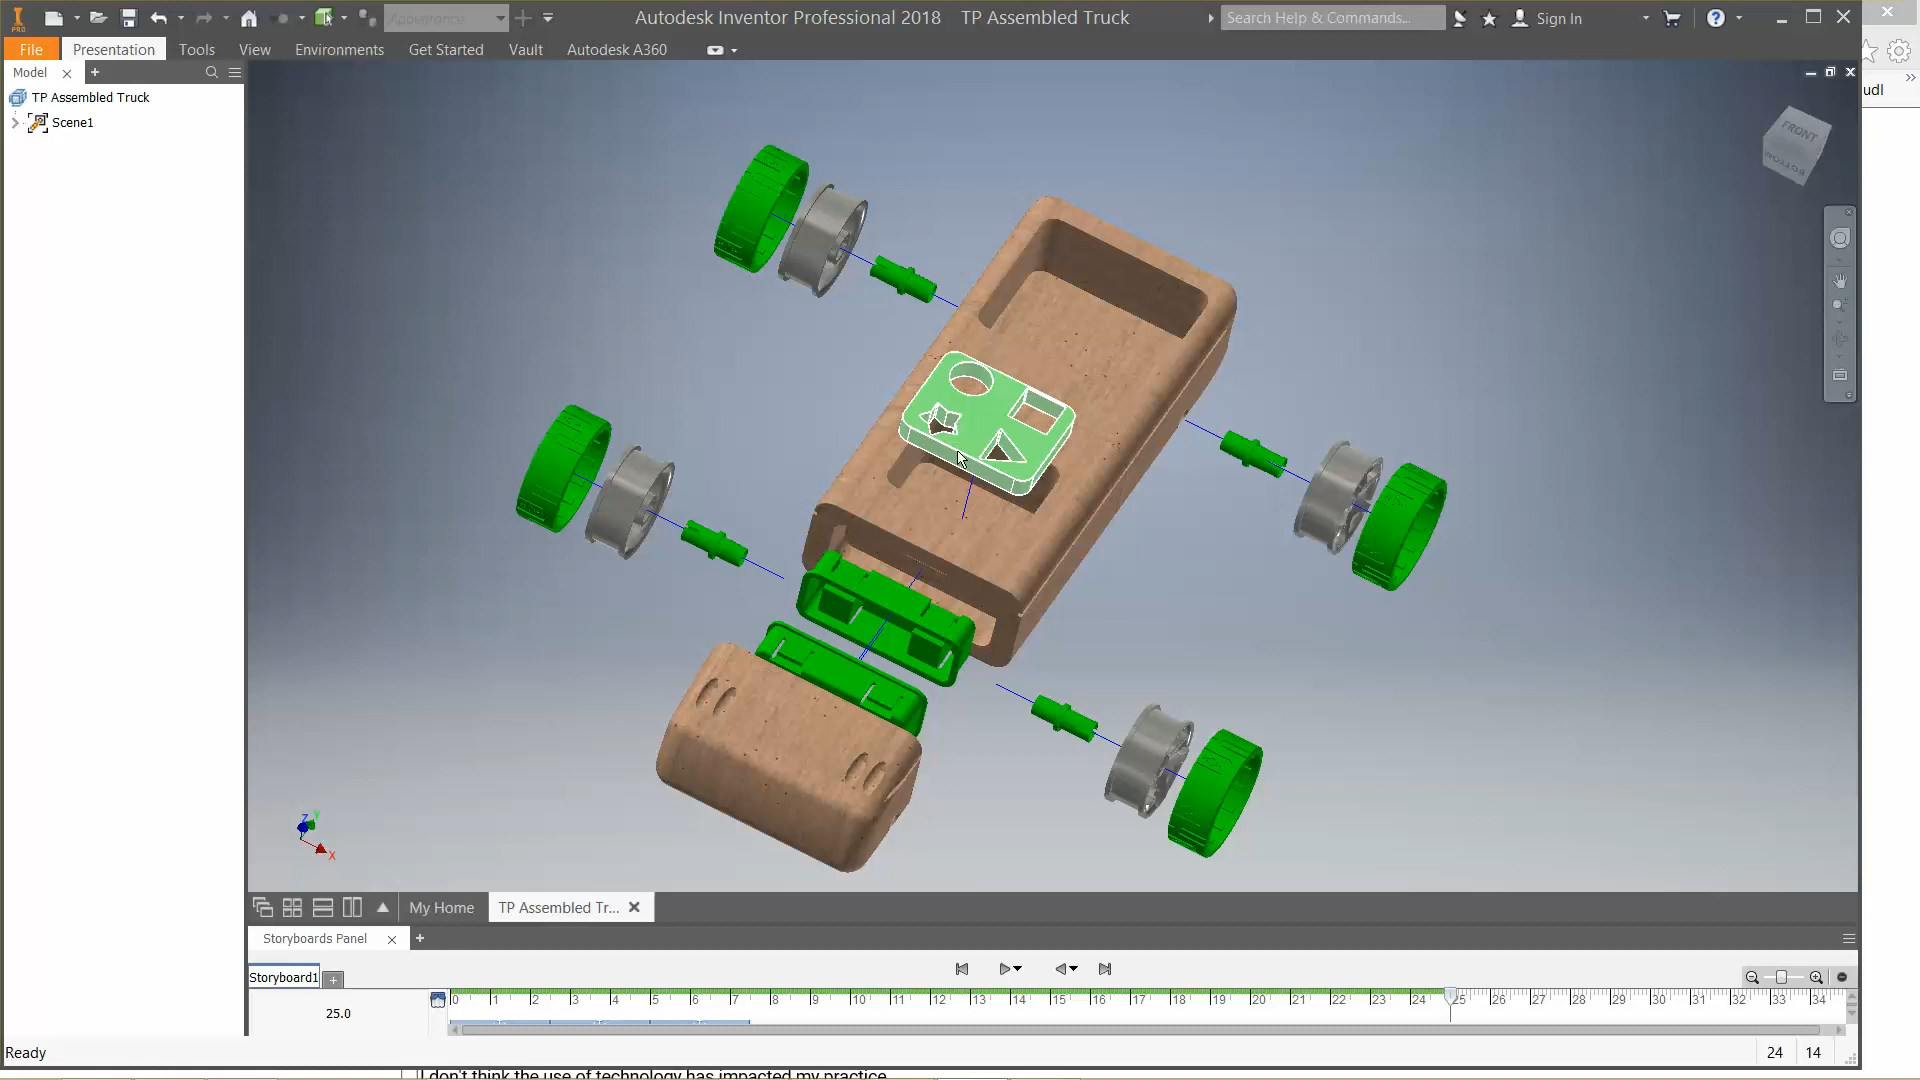 Appearance
Autodesk Inventor Professional 2018 TP Assembled Truck
Search Help & Commands...
Sign In
PRO
File Presentation Tools View Environments Get Started Vault Autodesk A360
Model
TP Assembled Truck
Scene1
FRONT
BOTTOM
udl
Z Y
X
My Home TP Assembled Tr...
Storyboards Panel
Storyboard1
0 1 2 3 4 5 6 7 8 9 10 11 12 13 14 15 16 17 18 19 20 21 22 23 24 25 26 27 28 29 30 31 32 33 34
25.0
Ready 24 14
I don't think the use of technology has impacted my practice